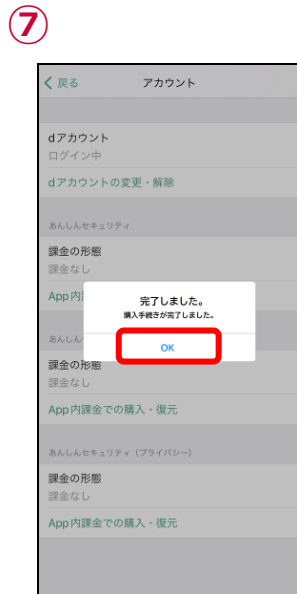 ⑦
戻る アカウント
dアカウント
ログイン中
dアカウントの変更・解除
あんしんセキュリティ
課金の形態
課金なし
App内
完了しました。
購入手続きが完了しました。
OK
あんしん
課金の形態
課金なし
App内課金での購入・復元
あんしんセキュリティ（プライバシー）
課金の形態
課金なし
App内課金での購入・復元